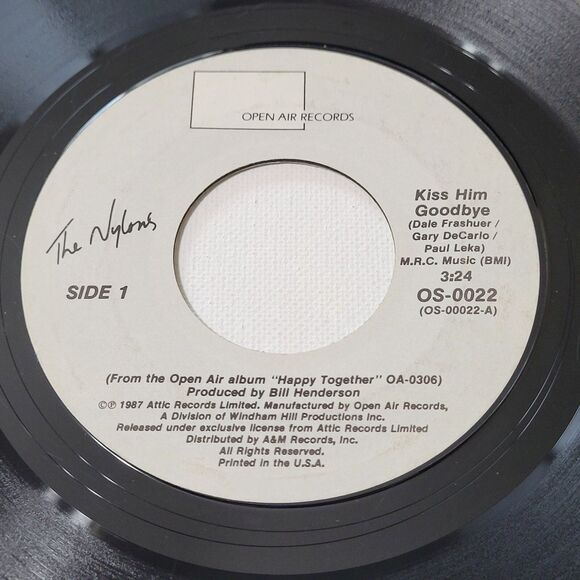 OPEN AIR RECORDS
The Nylons
SIDE 1
Kiss Him
Goodbye
(Dale Frashuer /
Gary DeCarlo /
Paul Leka)
M.R.C. Music (BMI)
3:24
OS-0022
(OS-00022-A)
(From the Open Air album "Happy Together" OA-0306)
Produced by Bill Henderson
©℗ 1987 Attic Records Limited. Manufactured by Open Air Records,
A Division of Windham Hill Productions Inc.
Released under exclusive license from Attic Records Limited
Distributed by A&M Records, Inc.
All Rights Reserved.
Printed in the U.S.A.